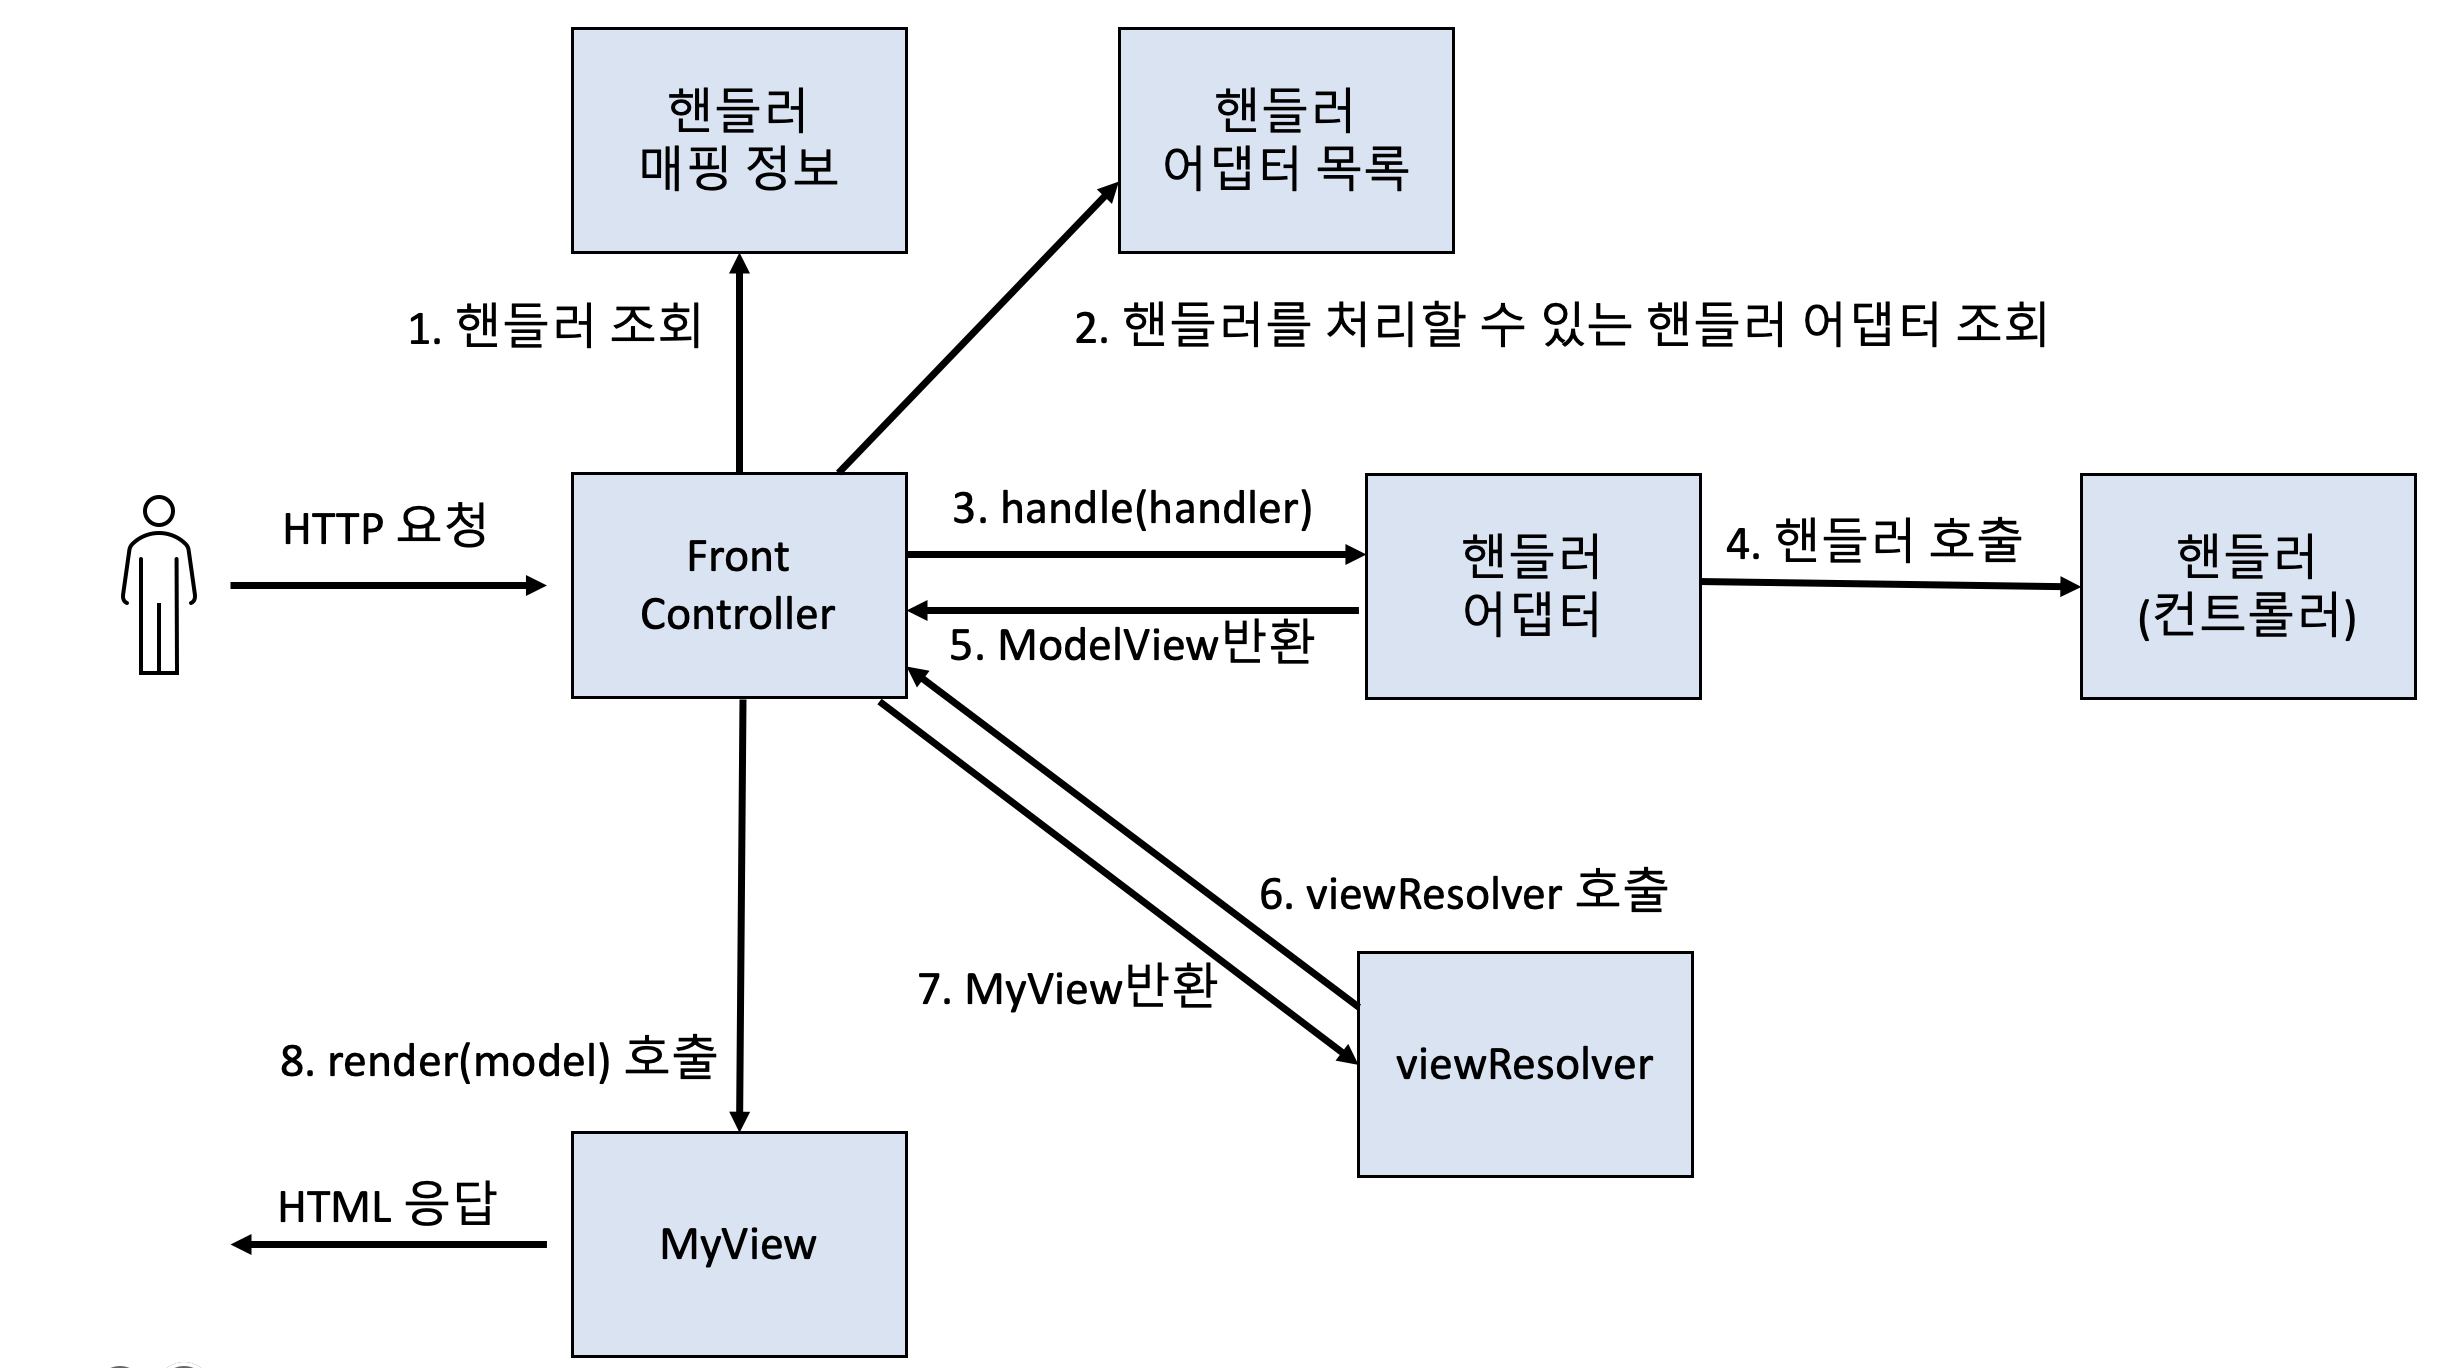 핸들러
매핑 정보
핸들러
어댑터 목록
1. 핸들러 조회
2. 핸들러를 처리할 수 있는 핸들러 어댑터 조회
HTTP 요청
Front
Controller
3. handle(handler)
5. ModelView반환
핸들러
어댑터
4. 핸들러 호출
핸들러
(컨트롤러)
6. viewResolver 호출
7. MyView반환
viewResolver
8. render(model) 호출
HTML 응답
MyView